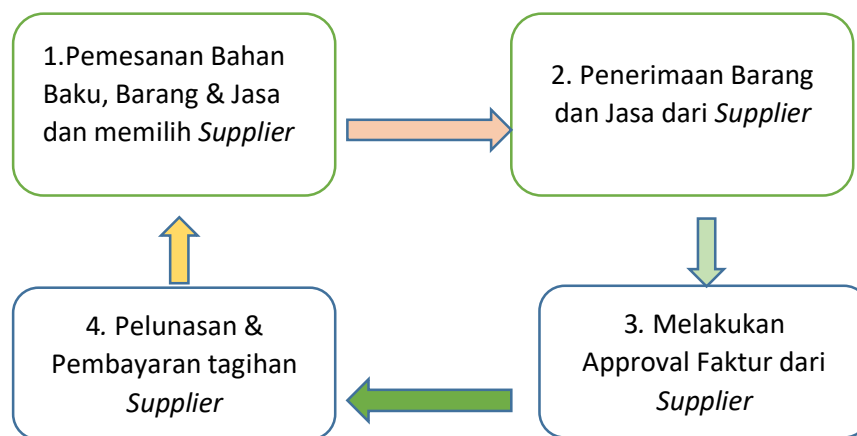 1.Pemesanan Bahan
Baku, Barang & Jasa
dan memilih Supplier
2. Penerimaan Barang
dan Jasa dari Supplier
3. Melakukan
Approval Faktur dari
Supplier
4. Pelunasan &
Pembayaran tagihan
Supplier